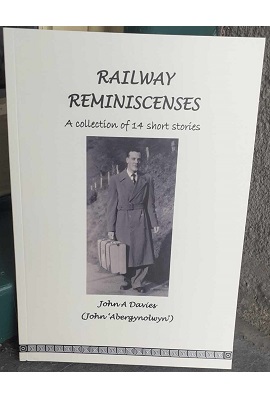 RAILWAY
REMINISCENSES
A collection of 14 short stories
John A Davies
(John 'Abergynolwyn')